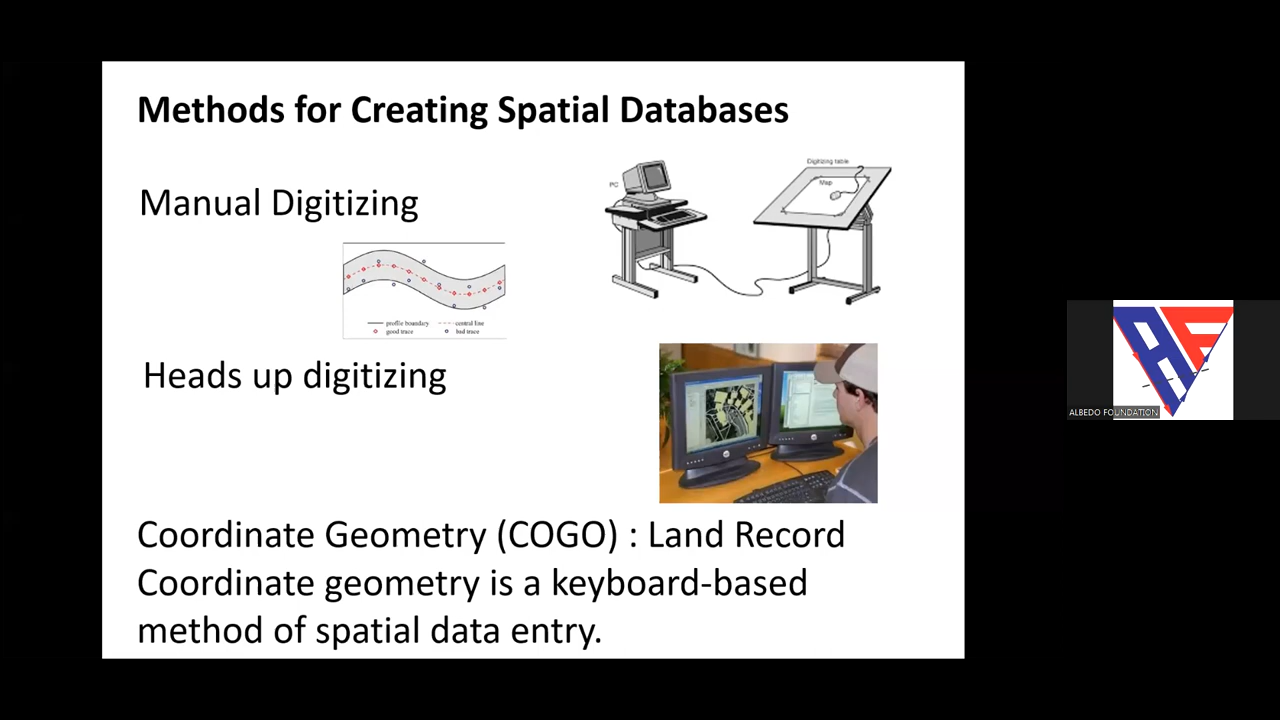 Methods for Creating Spatial Databases
Digitizing table
PC
Map
Manual Digitizing
profile boundary
central line
good trace
bad trace
Heads up digitizing
Coordinate Geometry (COGO) : Land Record
Coordinate geometry is a keyboard-based
method of spatial data entry.
AF
ALBEDO FOUNDATION